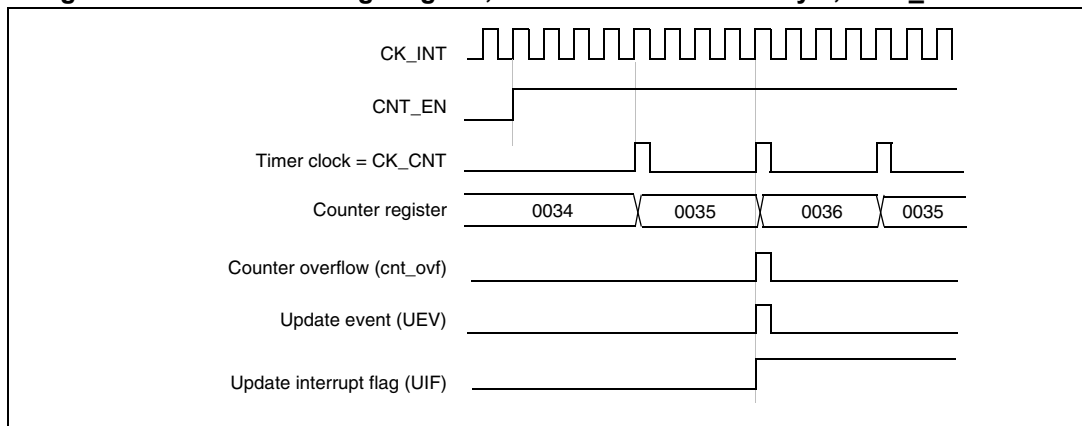 CK_INT
CNT_EN
Timer clock = CK_CNT
Counter register
0034 0035 0036 0035
Counter overflow (cnt_ovf)
Update event (UEV)
Update interrupt flag (UIF)